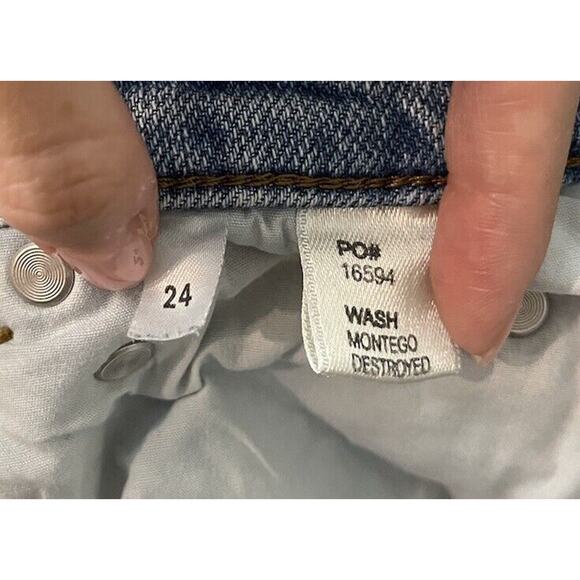 24
PO#
16594
WASH
MONTEGO
DESTROYED